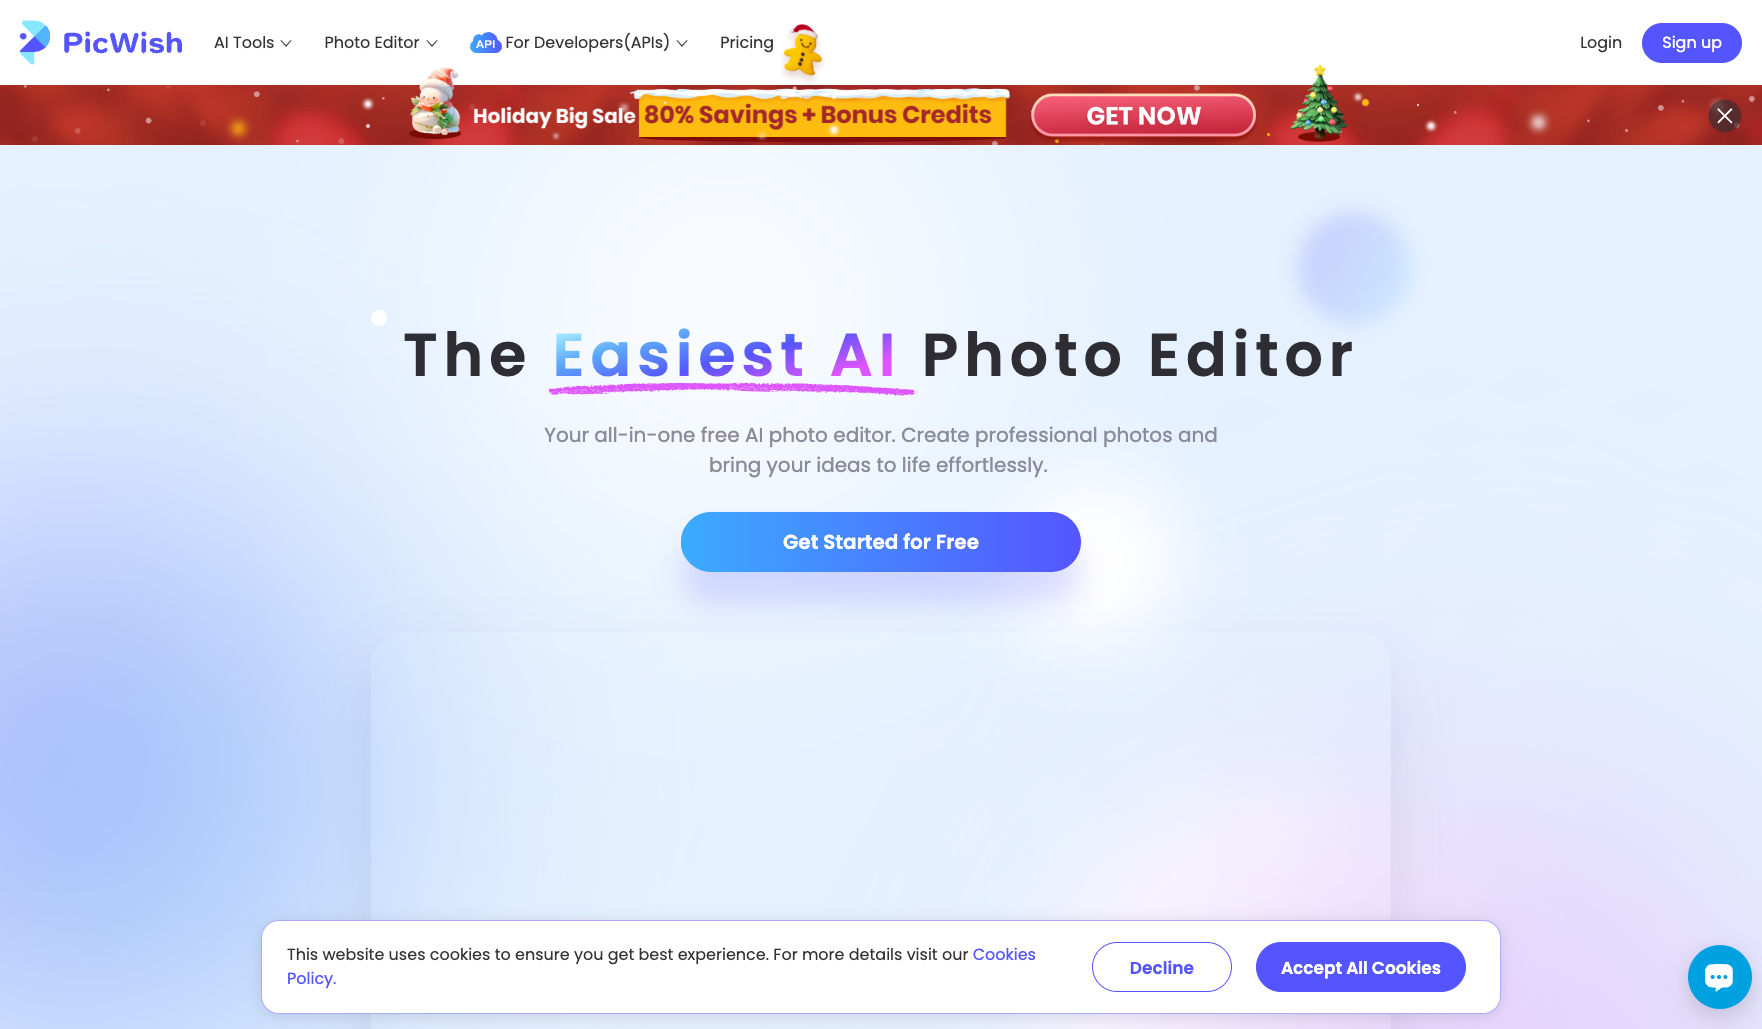 PicWish
AI Tools
Photo Editor
API For Developers(APIs)
Pricing
Login
Sign up
Holiday Big Sale 80% Savings + Bonus Credits
GET NOW
The Easiest AI Photo Editor
Your all-in-one free AI photo editor. Create professional photos and
bring your ideas to life effortlessly.
Get Started for Free
This website uses cookies to ensure you get best experience. For more details visit our Cookies
Policy.
Decline
Accept All Cookies